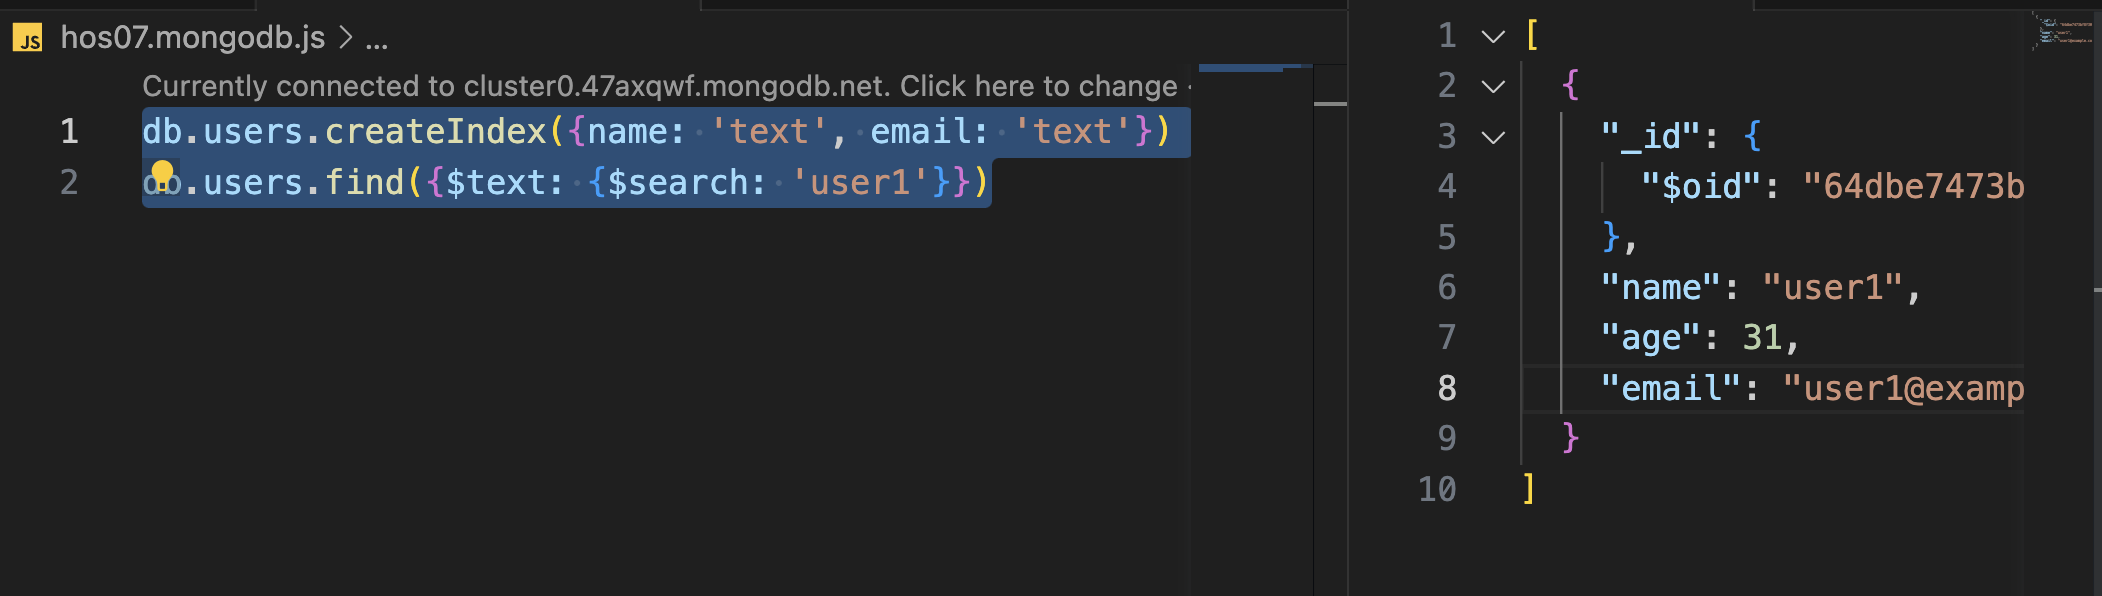 JS hos07.mongodb.js > ...
Currently connected to cluster0.47axqwf.mongodb.net. Click here to change
1 db.users.createIndex({name: 'text', email: 'text'})
2 db.users.find({$text: {$search: 'user1'}})
1 [
2 {
3 "_id": {
4 "$oid": "64dbe7473b
5 },
6 "name": "user1",
7 "age": 31,
8 "email": "user1@examp
9 }
10 ]